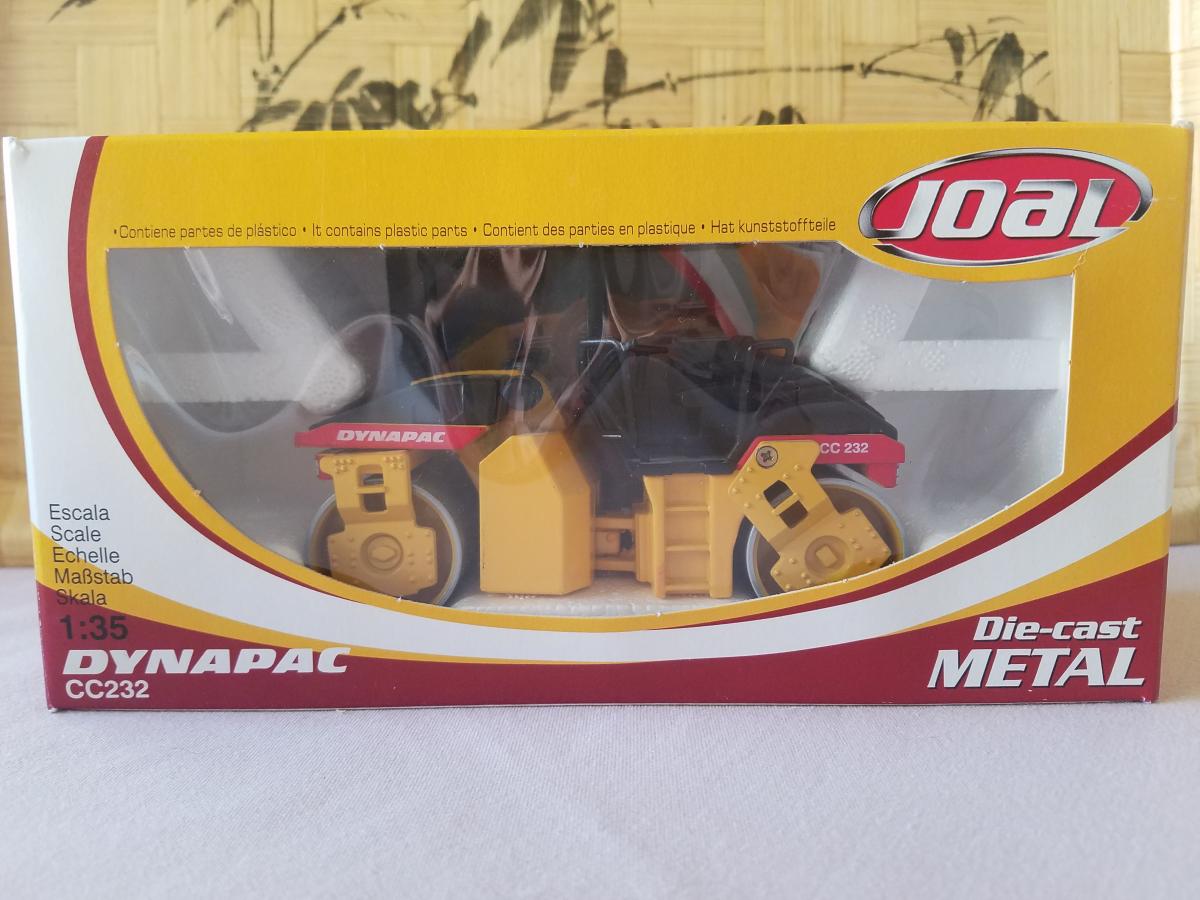 •Contiene partes de plástico • It contains plastic parts • Contient des parties en plastique • Hat kunststoffteile
JOAL
DYNAPAC
CC 232
Escala
Scale
Echelle
Maßstab
Skala
1:35
DYNAPAC
CC232
Die-cast
METAL